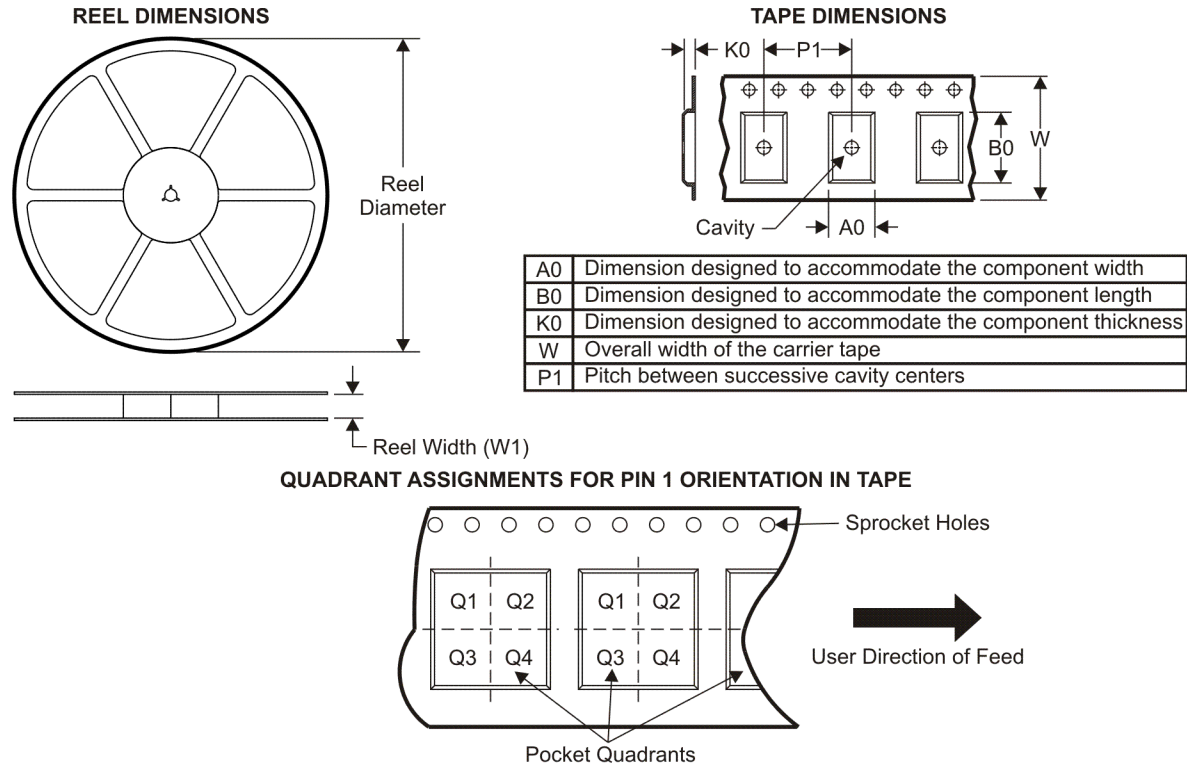 REEL DIMENSIONS
Reel
Diameter
Reel Width (W1)
TAPE DIMENSIONS
K0
P1
B0
W
Cavity
A0
A0 Dimension designed to accommodate the component width
B0 Dimension designed to accommodate the component length
K0 Dimension designed to accommodate the component thickness
W Overall width of the carrier tape
P1 Pitch between successive cavity centers
QUADRANT ASSIGNMENTS FOR PIN 1 ORIENTATION IN TAPE
Sprocket Holes
Q1 Q2 Q1 Q2
Q3 Q4 Q3 Q4
User Direction of Feed
Pocket Quadrants